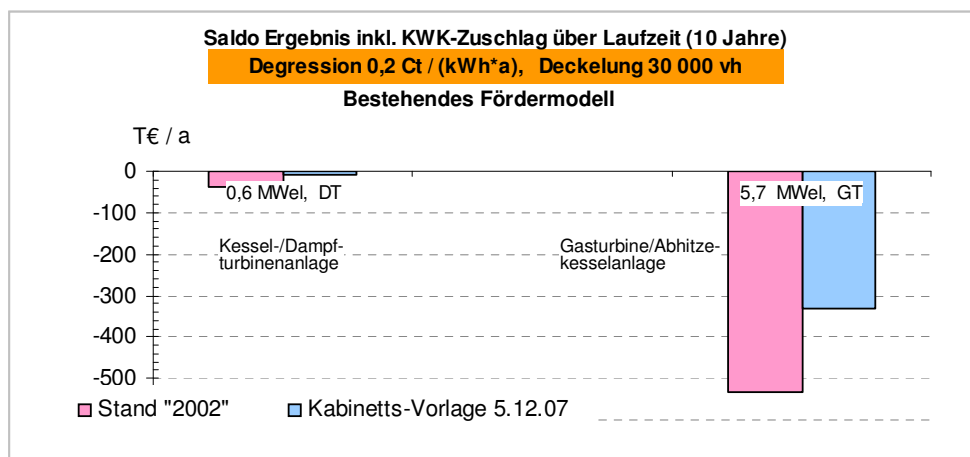 Saldo Ergebnis inkl. KWK-Zuschlag über Laufzeit (10 Jahre)
Degression 0,2 Ct / (kWh*a), Deckelung 30 000 vh
Bestehendes Fördermodell
T€ / a
0
0,6 MWel, DT
5,7 MWel, GT
-100
Kessel-/Dampf-
turbinenanlage
Gasturbine/Abhitze-
kesselanlage
-200
-300
-400
-500
Stand "2002"
Kabinetts-Vorlage 5.12.07